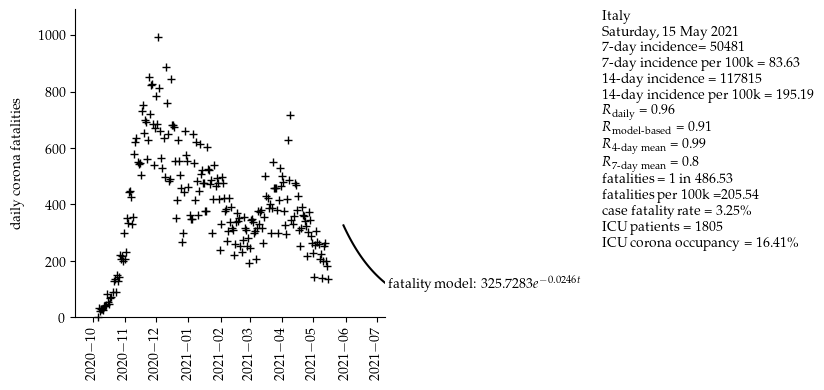 1000
800
600
400
200
0
daily corona fatalities
2020−10
2020−11
2020−12
2021−01
2021−02
2021−03
2021−04
2021−05
2021−06
2021−07
fatality model: 325.7283e^{−0.0246t}
Italy
Saturday, 15 May 2021
7-day incidence= 50481
7-day incidence per 100k = 83.63
14-day incidence = 117815
14-day incidence per 100k = 195.19
R_daily = 0.96
R_model-based = 0.91
R_4-day mean = 0.99
R_7-day mean = 0.8
fatalities = 1 in 486.53
fatalities per 100k =205.54
case fatality rate = 3.25%
ICU patients = 1805
ICU corona occupancy = 16.41%